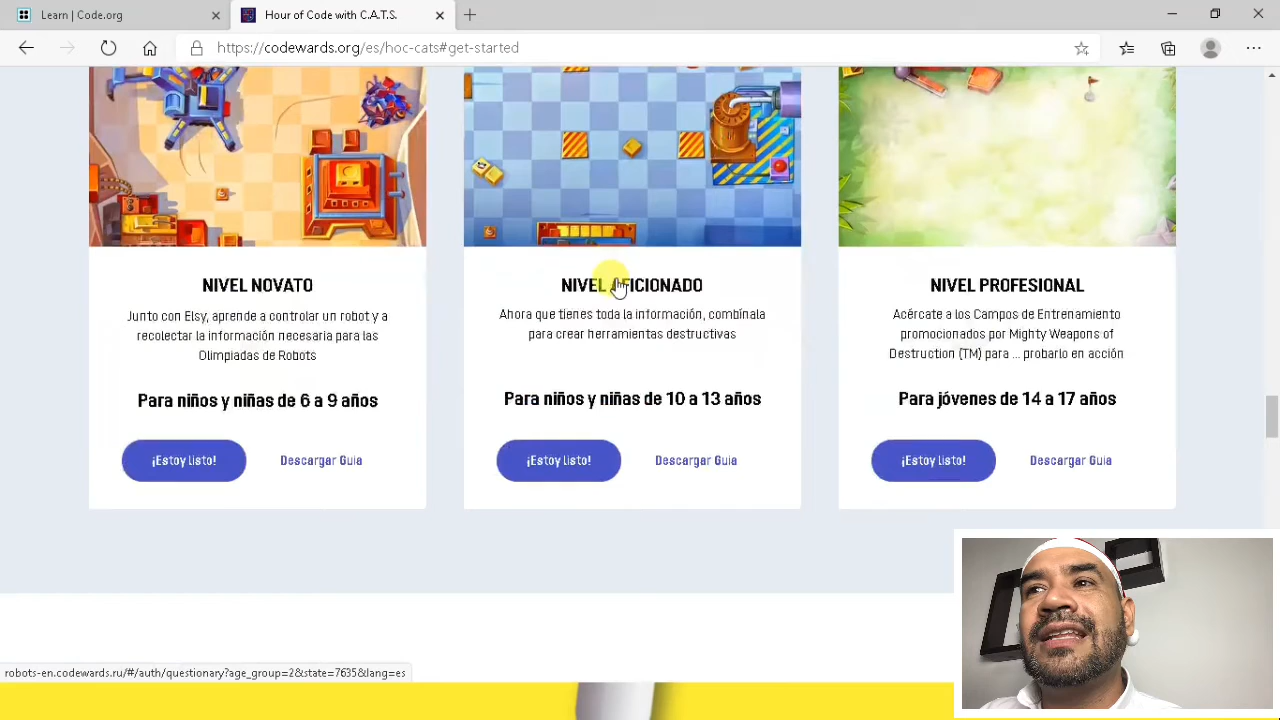 Learn | Code.org
Hour of Code with C.A.T.S.
https://codewards.org/es/hoc-cats#get-started
NIVEL NOVATO
Junto con Elsy, aprende a controlar un robot y a
recolectar la información necesaria para las
Olimpiadas de Robots
Para niños y niñas de 6 a 9 años
¡Estoy listo!
Descargar Guia
NIVEL AFICIONADO
Ahora que tienes toda la información, combínala
para crear herramientas destructivas
Para niños y niñas de 10 a 13 años
¡Estoy listo!
Descargar Guia
NIVEL PROFESIONAL
Acércate a los Campos de Entrenamiento
promocionados por Mighty Weapons of
Destruction (TM) para ... probarlo en acción
Para jóvenes de 14 a 17 años
¡Estoy listo!
Descargar Guia
robots-en.codewards.ru/#/auth/questionary?age_group=2&state=7635&lang=es